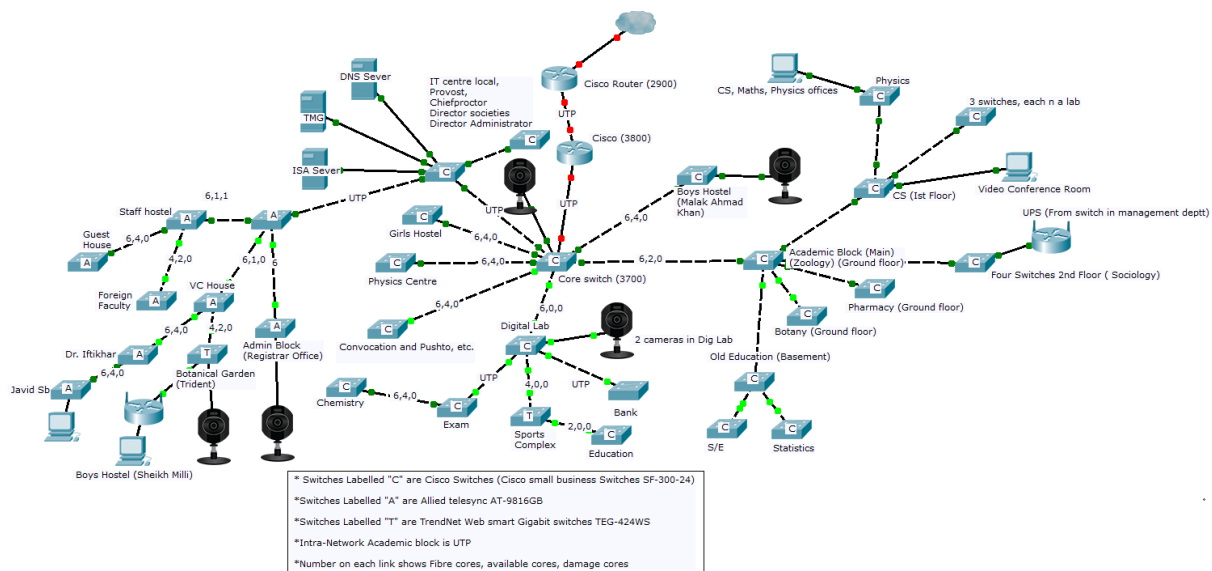 DNS Sever
TMG
ISA Sever
IT centre local,
Provost,
Chiefproctor
Director societies
Director Administrator
C
C
UTP
UTP
Cisco Router (2900)
UTP
Cisco (3800)
UTP
CS, Maths, Physics offices
Physics
C
3 switches, each n a lab
C
CS (Ist Floor)
C
Video Conference Room
Boys Hostel
(Malak Ahmad
Khan)
C
6,4,0
UPS (From switch in management deptt)
Academic Block (Main)
(Zoology) (Ground floor)
C
6,2,0
Four Switches 2nd Floor ( Sociology)
C
Pharmacy (Ground floor)
C
Botany (Ground floor)
C
Old Education (Basement)
C
S/E
C
Statistics
C
Core switch (3700)
C
Girls Hostel
C
6,4,0
Physics Centre
C
6,4,0
Convocation and Pushto, etc.
C
6,4,0
6,0,0
Digital Lab
C
2 cameras in Dig Lab
UTP
UTP
Bank
C
4,0,0
Chemistry
C
6,4,0
Exam
C
Sports
Complex
T
2,0,0
Education
C
6,1,1
Staff hostel
A
A
Guest
House
A
6,4,0
4,2,0
Foreign
Faculty
A
6,1,0
6
VC House
A
Admin Block
(Registrar Office)
A
6,4,0
4,2,0
Dr. Iftikhar
A
Botanical Garden
(Trident)
T
6,4,0
Javid Sb
A
Boys Hostel (Sheikh Milli)
* Switches Labelled "C" are Cisco Switches (Cisco small business Switches SF-300-24)
*Switches Labelled "A" are Allied telesync AT-9816GB
*Switches Labelled "T" are TrendNet Web smart Gigabit switches TEG-424WS
*Intra-Network Academic block is UTP
*Number on each link shows Fibre cores, available cores, damage cores